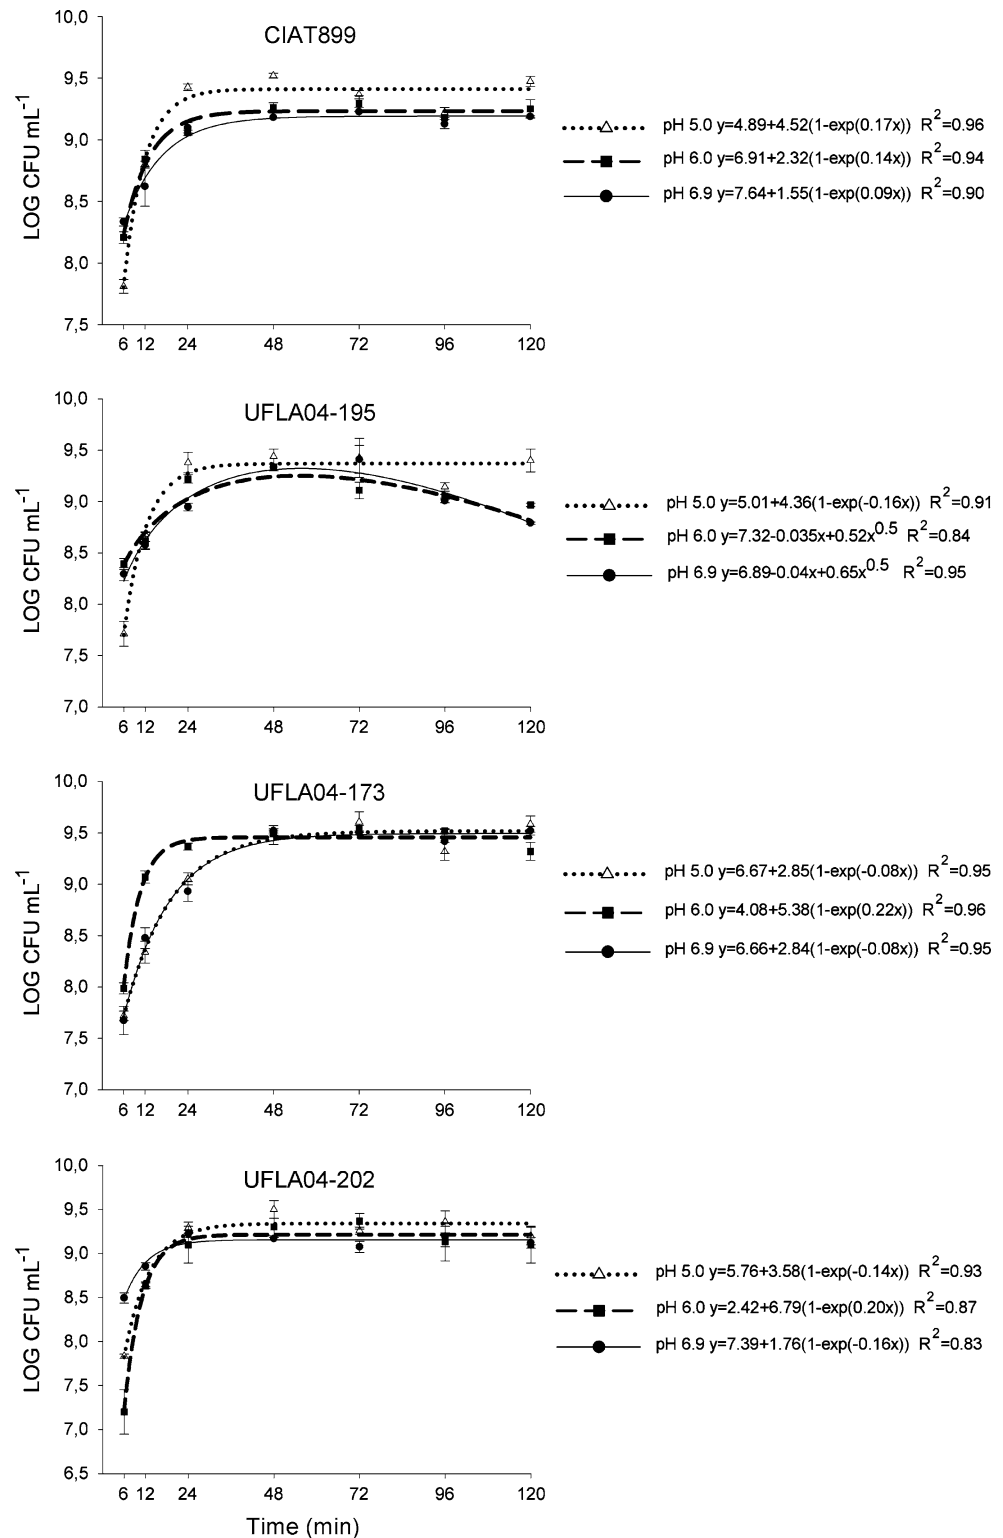 CIAT899
LOG CFU mL-1
10,0
9,5
9,0
8,5
8,0
7,5
6 12 24 48 72 96 120
pH 5.0 y=4.89+4.52(1-exp(0.17x)) R2=0.96
pH 6.0 y=6.91+2.32(1-exp(0.14x)) R2=0.94
pH 6.9 y=7.64+1.55(1-exp(0.09x)) R2=0.90
UFLA04-195
LOG CFU mL-1
10,0
9,5
9,0
8,5
8,0
7,5
7,0
6 12 24 48 72 96 120
pH 5.0 y=5.01+4.36(1-exp(-0.16x)) R2=0.91
pH 6.0 y=7.32-0.035x+0.52x0.5 R2=0.84
pH 6.9 y=6.89-0.04x+0.65x0.5 R2=0.95
UFLA04-173
LOG CFU mL-1
10,0
9,5
9,0
8,5
8,0
7,5
7,0
6 12 24 48 72 96 120
pH 5.0 y=6.67+2.85(1-exp(-0.08x)) R2=0.95
pH 6.0 y=4.08+5.38(1-exp(0.22x)) R2=0.96
pH 6.9 y=6.66+2.84(1-exp(-0.08x)) R2=0.95
UFLA04-202
LOG CFU mL-1
10,0
9,5
9,0
8,5
8,0
7,5
7,0
6,5
6 12 24 48 72 96 120
Time (min)
pH 5.0 y=5.76+3.58(1-exp(-0.14x)) R2=0.93
pH 6.0 y=2.42+6.79(1-exp(0.20x)) R2=0.87
pH 6.9 y=7.39+1.76(1-exp(-0.16x)) R2=0.83